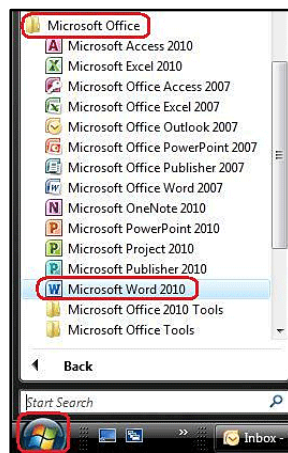 Microsoft Office
Microsoft Access 2010
Microsoft Excel 2010
Microsoft Office Access 2007
Microsoft Office Excel 2007
Microsoft Office Outlook 2007
Microsoft Office PowerPoint 2007
Microsoft Office Publisher 2007
Microsoft Office Word 2007
Microsoft OneNote 2010
Microsoft PowerPoint 2010
Microsoft Project 2010
Microsoft Publisher 2010
Microsoft Word 2010
Microsoft Office 2010 Tools
Microsoft Office Tools
Back
Start Search
Inbox -